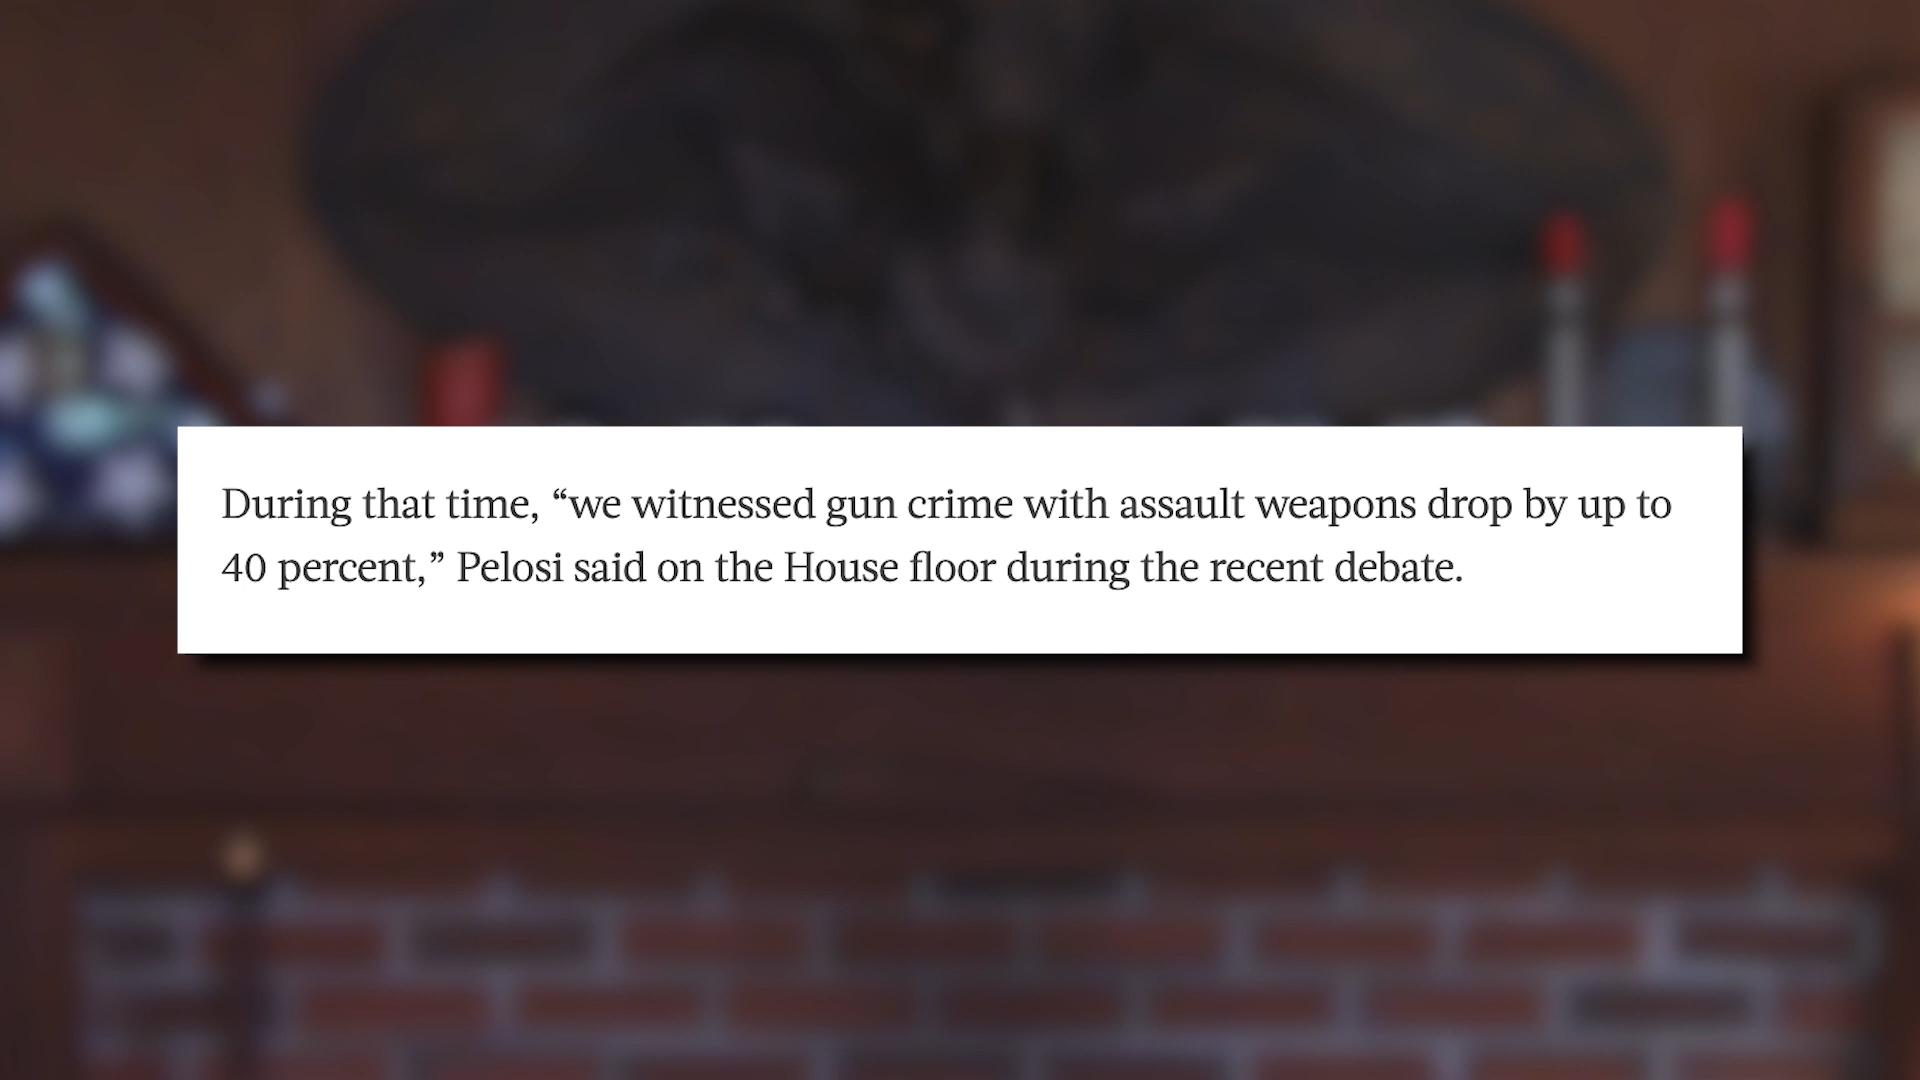 During that time, “we witnessed gun crime with assault weapons drop by up to
40 percent,” Pelosi said on the House floor during the recent debate.